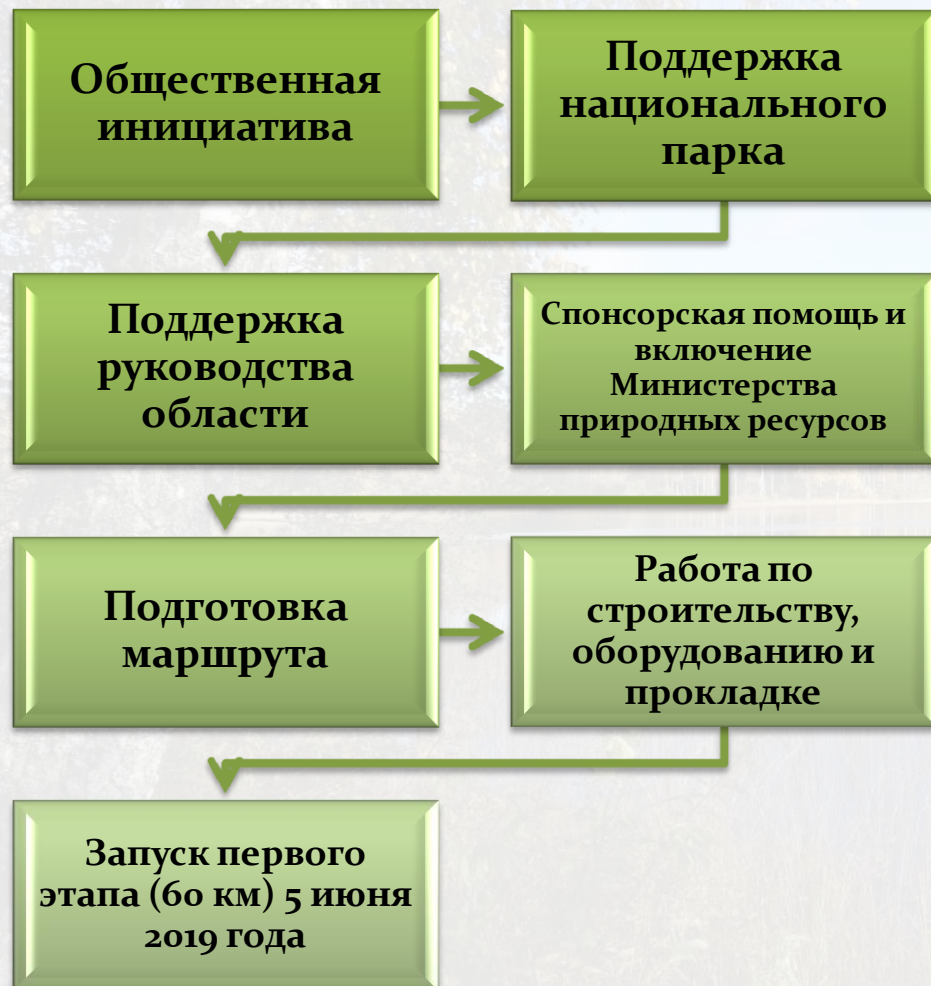 Общественная
инициатива
Поддержка
национального
парка
Поддержка
руководства
области
Спонсорская помощь и
включение
Министерства
природных ресурсов
Подготовка
маршрута
Работа по
строительству,
оборудованию и
прокладке
Запуск первого
этапа (60 км) 5 июня
2019 года